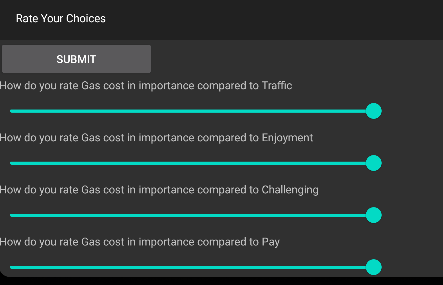 Rate Your Choices
SUBMIT
How do you rate Gas cost in importance compared to Traffic
How do you rate Gas cost in importance compared to Enjoyment
How do you rate Gas cost in importance compared to Challenging
How do you rate Gas cost in importance compared to Pay